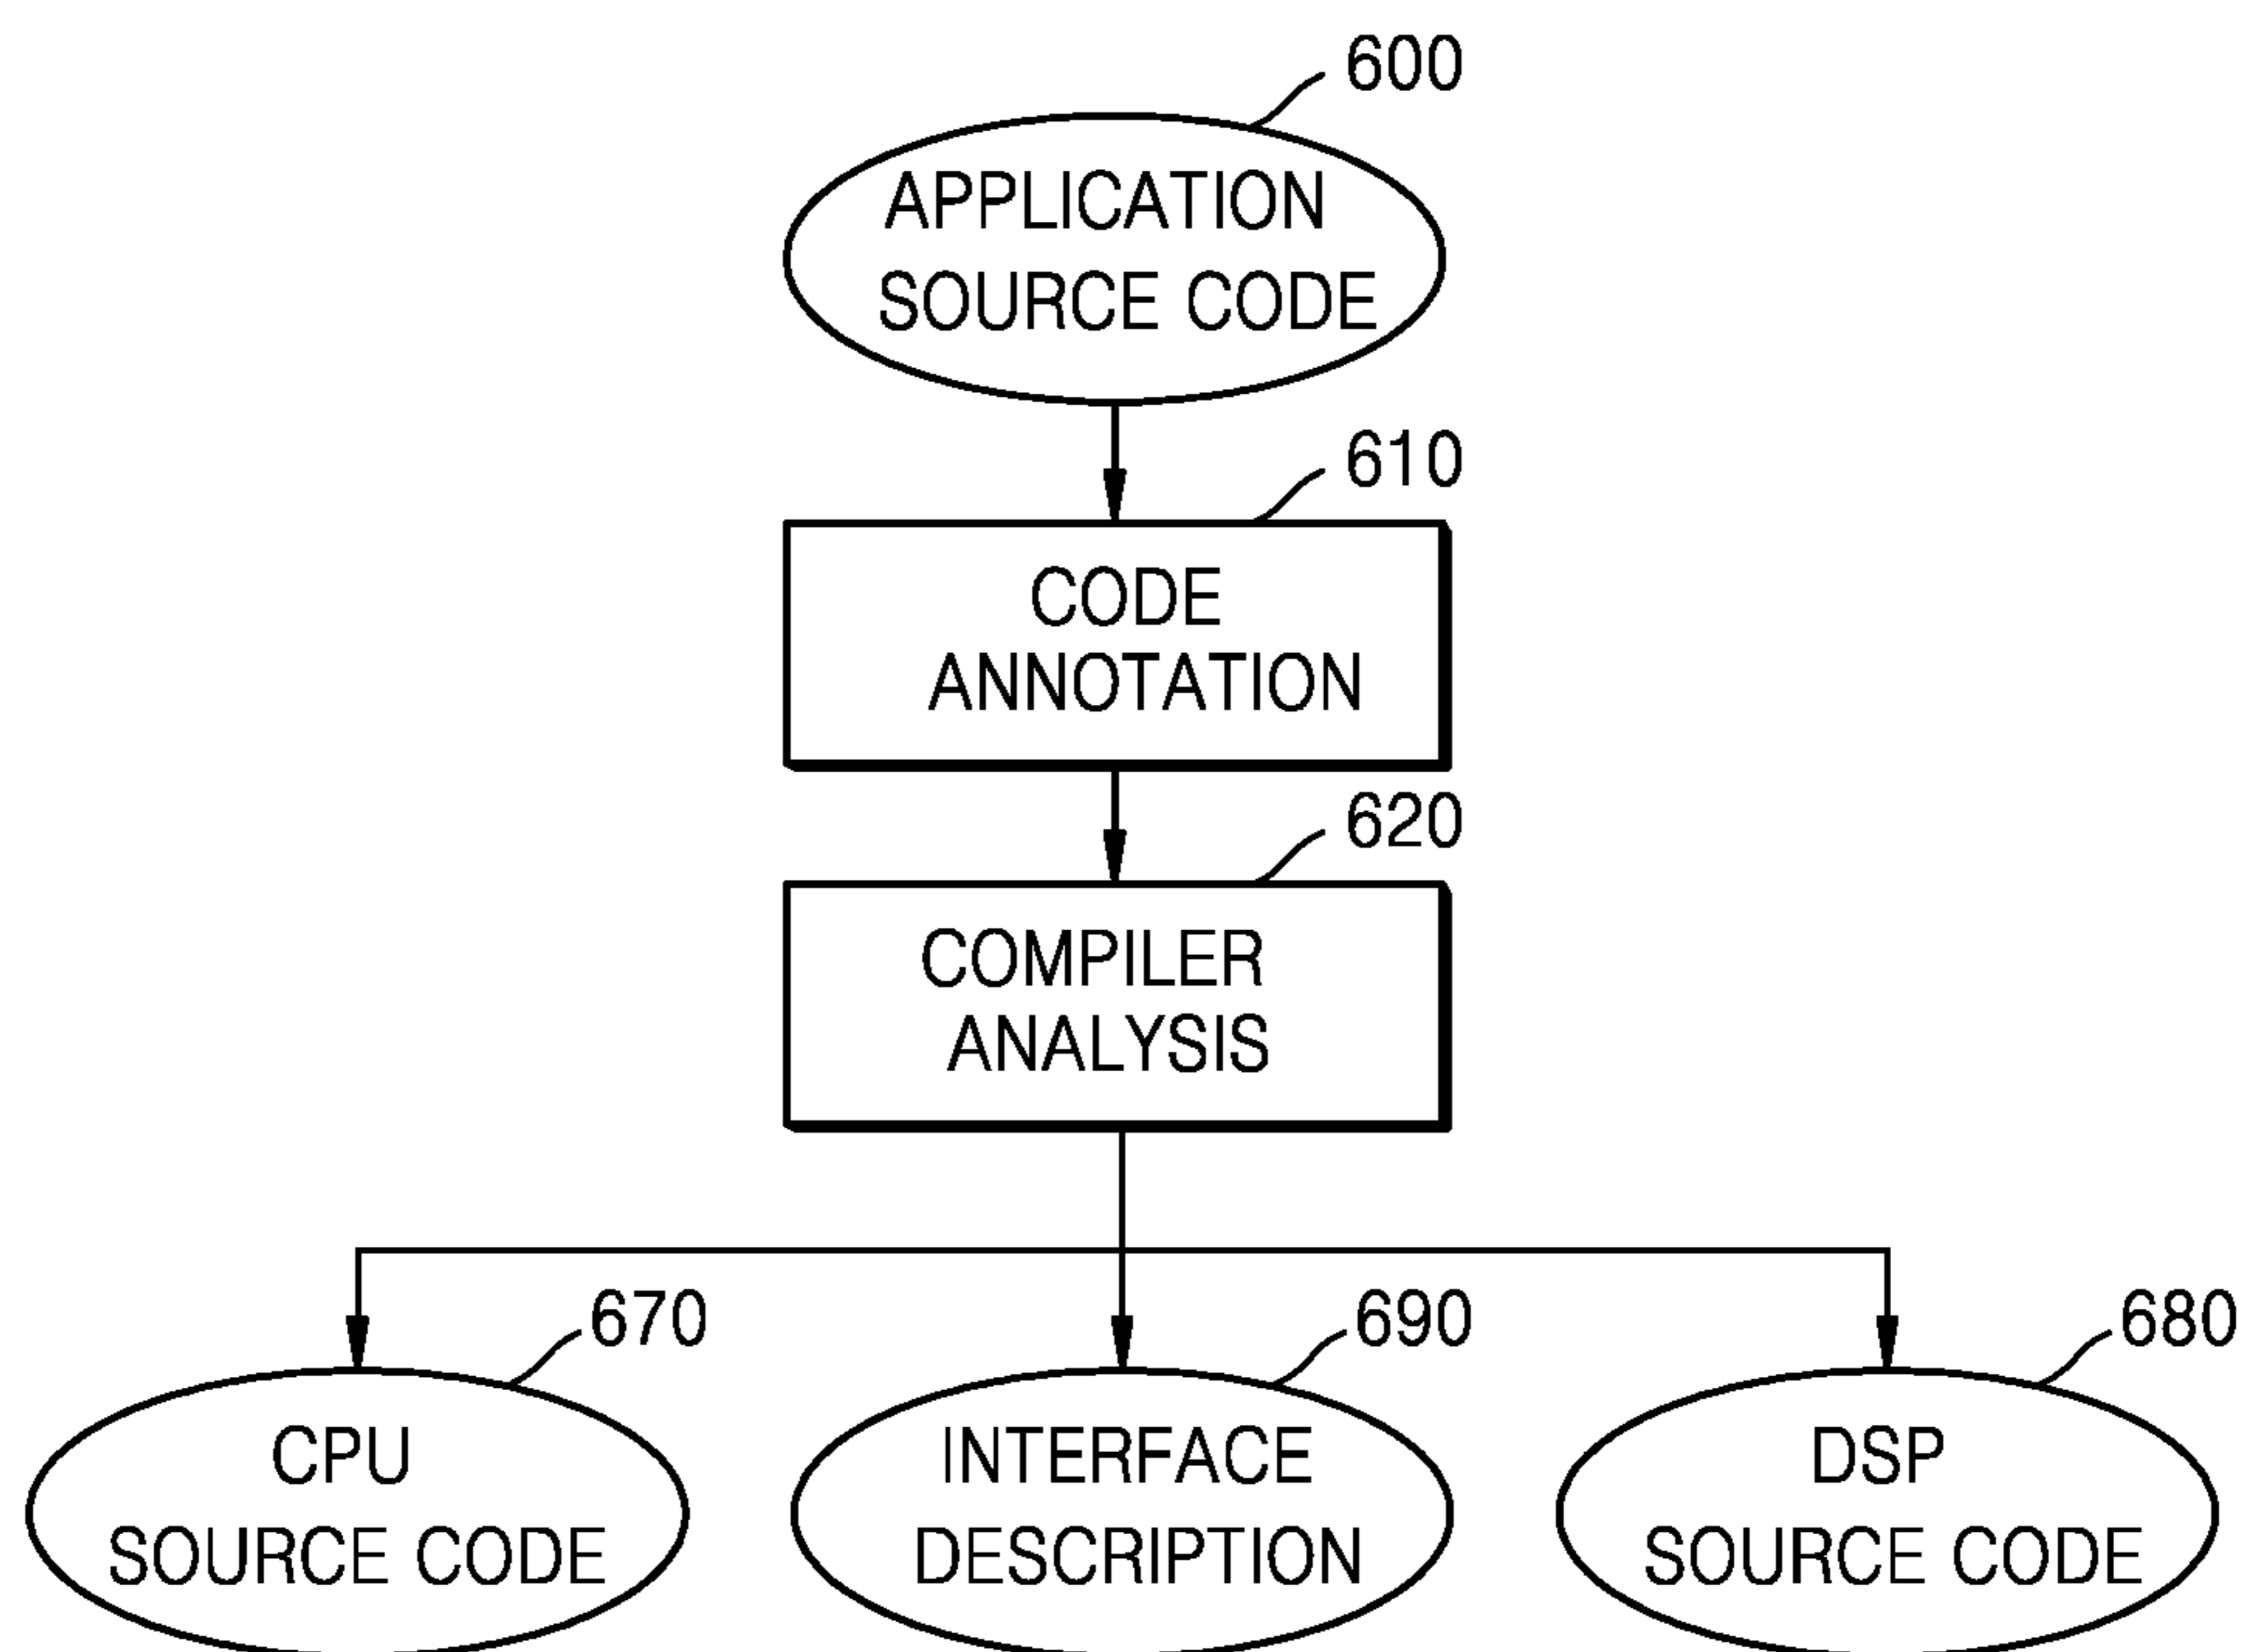 600
APPLICATION
SOURCE CODE
610
CODE
ANNOTATION
620
COMPILER
ANALYSIS
670
CPU
SOURCE CODE
690
INTERFACE
DESCRIPTION
680
DSP
SOURCE CODE